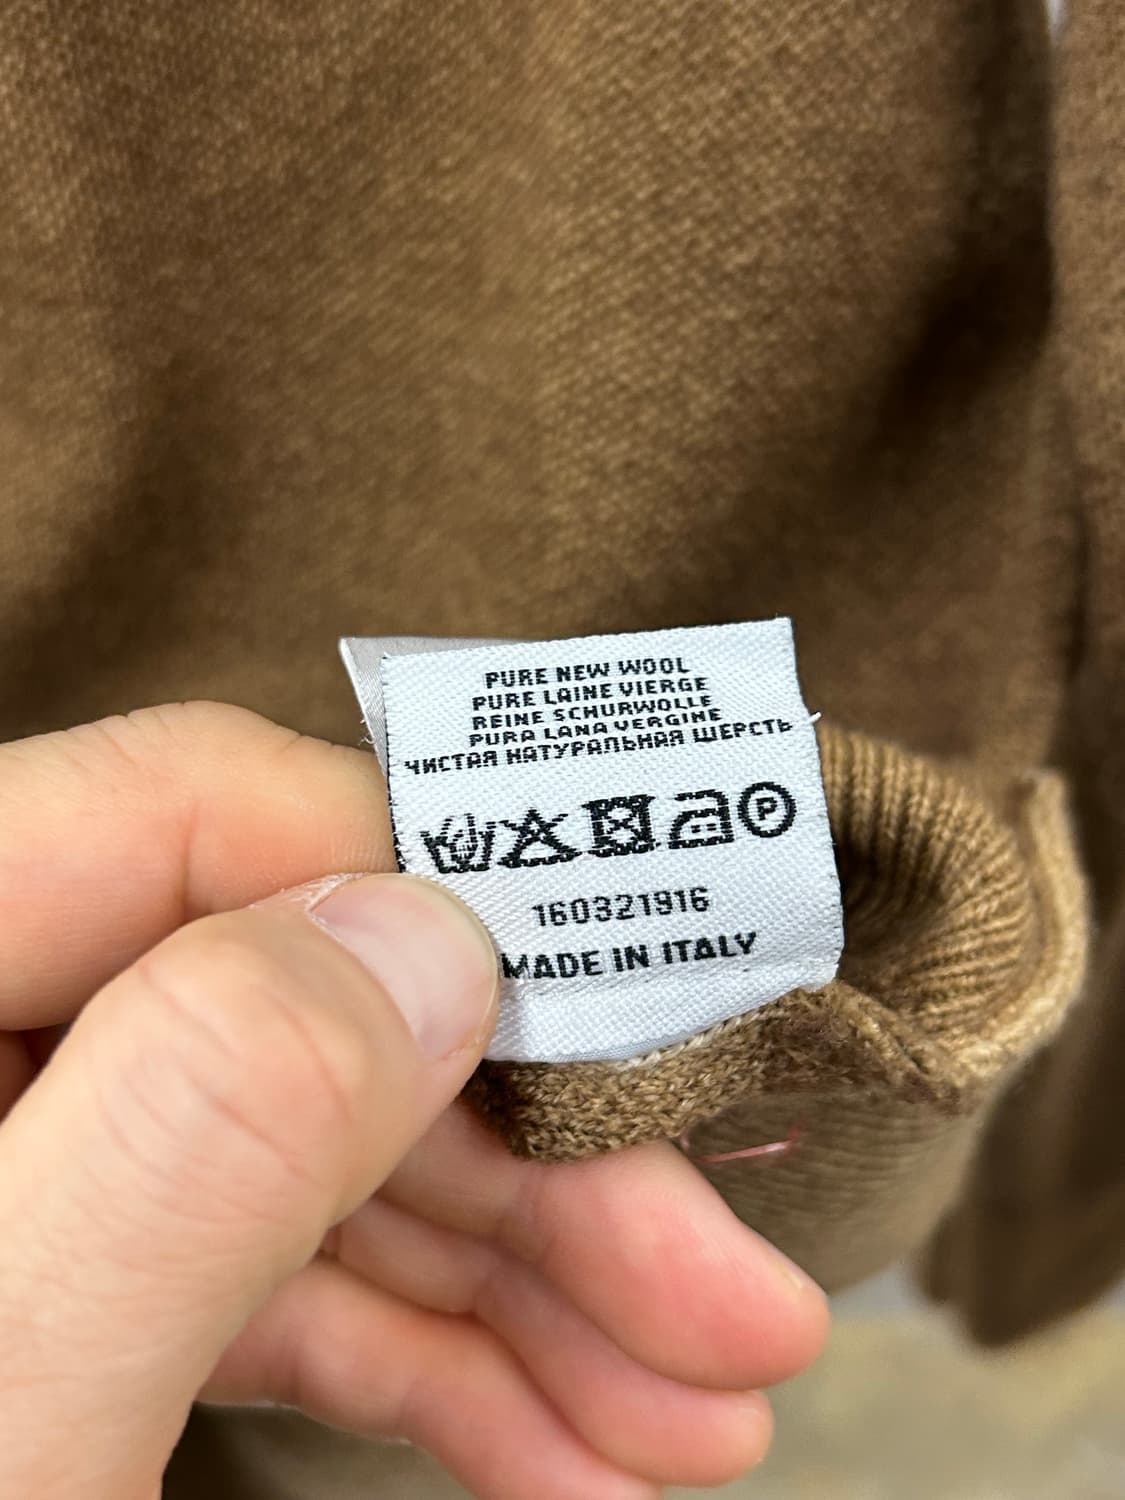 PURE NEW WOOL
PURE LAINE VIERGE
REINE SCHURWOLLE
PURA LANA VERGINE
ЧИСТАЯ НАТУРАЛЬНАЯ ШЕРСТЬ
P
160321916
MADE IN ITALY